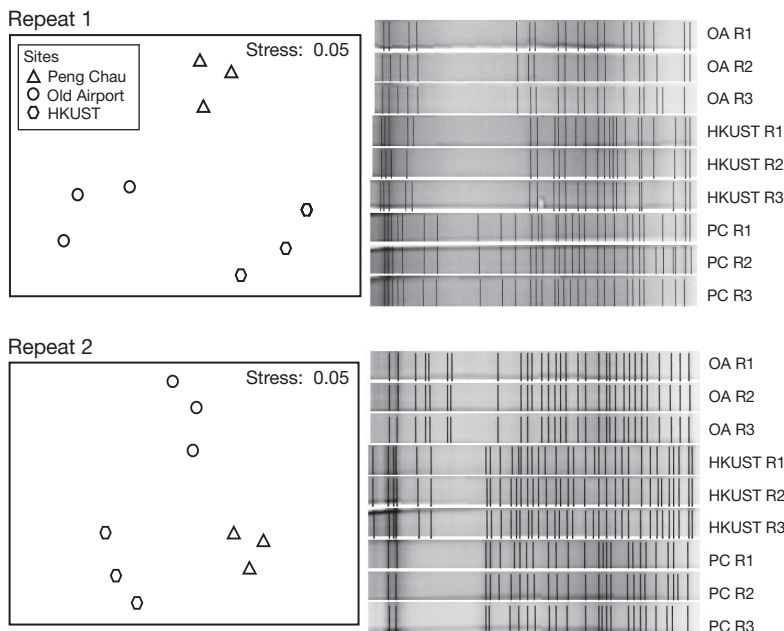 Repeat 1
Stress: 0.05
Sites
Peng Chau
Old Airport
HKUST
OA R1
OA R2
OA R3
HKUST R1
HKUST R2
HKUST R3
PC R1
PC R2
PC R3
Repeat 2
Stress: 0.05
OA R1
OA R2
OA R3
HKUST R1
HKUST R2
HKUST R3
PC R1
PC R2
PC R3